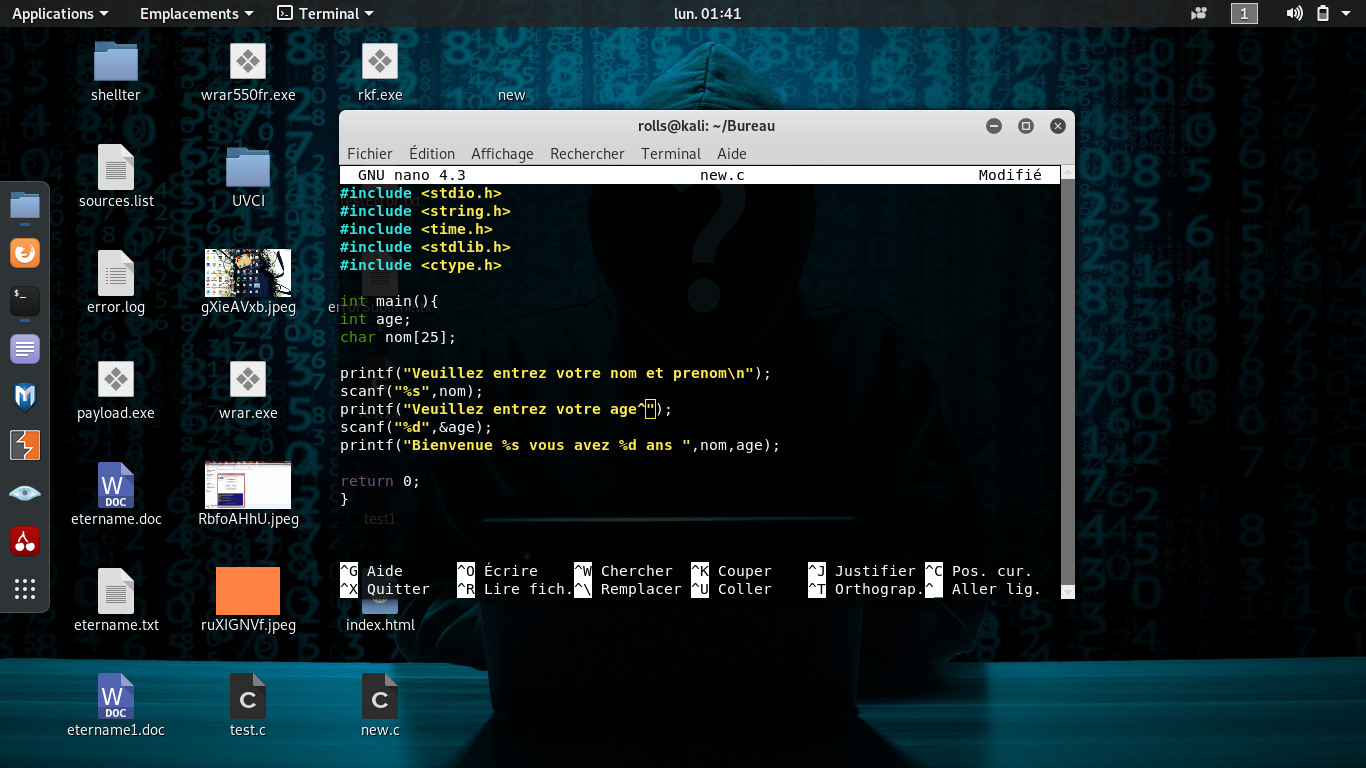 Applications Emplacements Terminal lun. 01:41 1
shellter wrar550fr.exe rkf.exe new
sources.list UVCI
error.log gXieAVxb.jpeg
payload.exe wrar.exe
etername.doc RbfoAHhU.jpeg test1
etername.txt ruXIGNVf.jpeg index.html
etername1.doc test.c new.c
rolls@kali: ~/Bureau
Fichier Édition Affichage Rechercher Terminal Aide
GNU nano 4.3 new.c Modifié
#include <stdio.h>
#include <string.h>
#include <time.h>
#include <stdlib.h>
#include <ctype.h>
int main(){
int age;
char nom[25];
printf("Veuillez entrez votre nom et prenom\n");
scanf("%s",nom);
printf("Veuillez entrez votre age^");
scanf("%d",&age);
printf("Bienvenue %s vous avez %d ans ",nom,age);
return 0;
}
^G Aide ^O Écrire ^W Chercher ^K Couper ^J Justifier ^C Pos. cur.
^X Quitter ^R Lire fich. ^\ Remplacer ^U Coller ^T Orthograp. ^_ Aller lig.